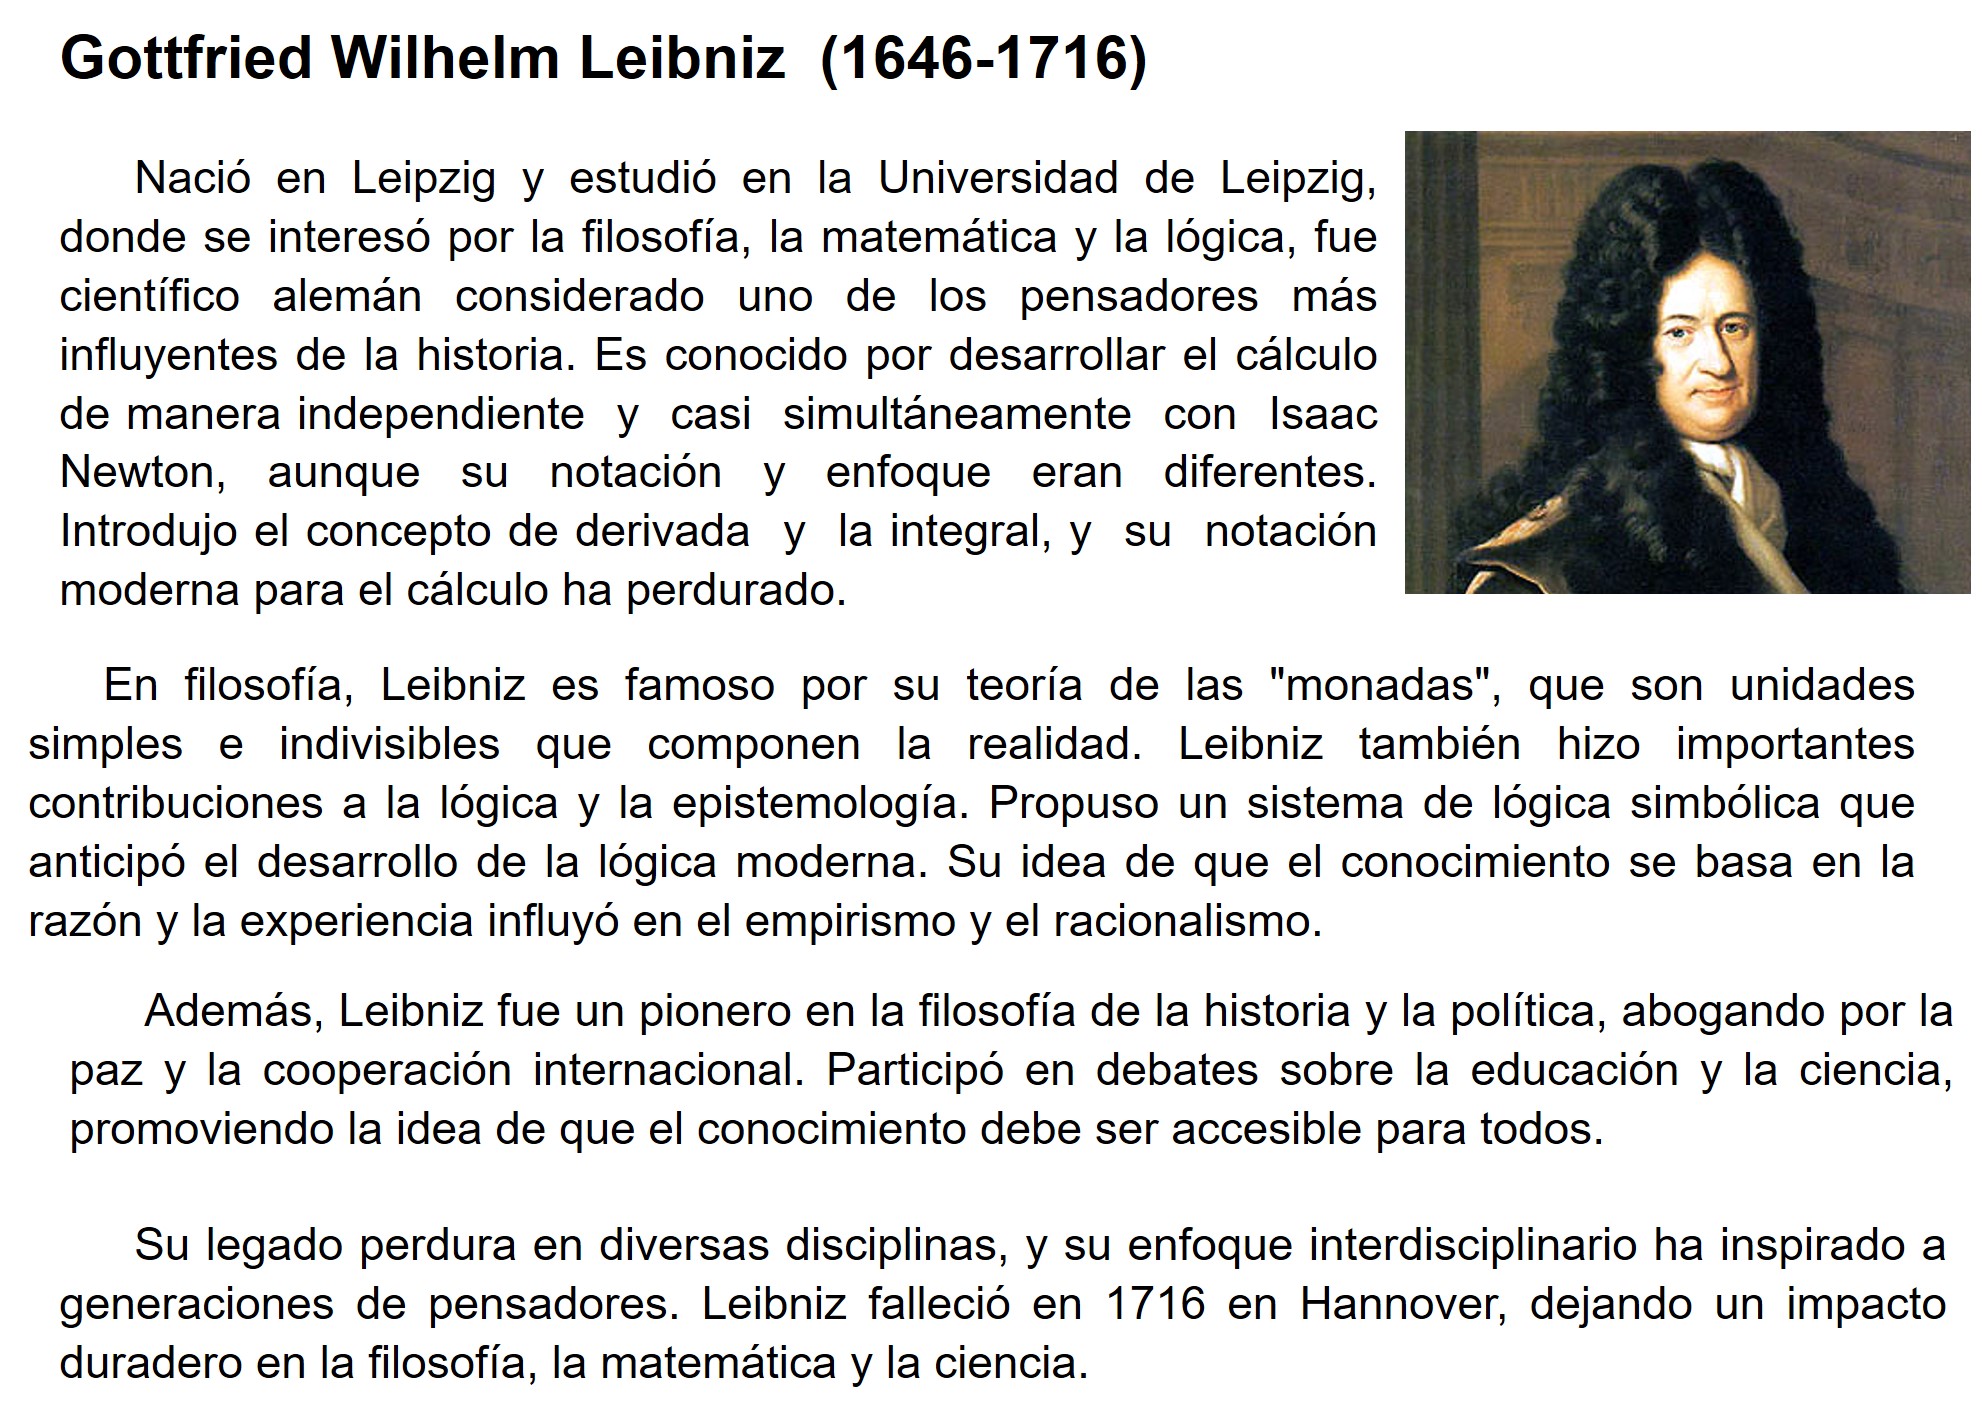 Gottfried Wilhelm Leibniz (1646-1716)
Nació en Leipzig y estudió en la Universidad de Leipzig,
donde se interesó por la filosofía, la matemática y la lógica, fue
científico alemán considerado uno de los pensadores más
influyentes de la historia. Es conocido por desarrollar el cálculo
de manera independiente y casi simultáneamente con Isaac
Newton, aunque su notación y enfoque eran diferentes.
Introdujo el concepto de derivada y la integral, y su notación
moderna para el cálculo ha perdurado.
En filosofía, Leibniz es famoso por su teoría de las "monadas", que son unidades
simples e indivisibles que componen la realidad. Leibniz también hizo importantes
contribuciones a la lógica y la epistemología. Propuso un sistema de lógica simbólica que
anticipó el desarrollo de la lógica moderna. Su idea de que el conocimiento se basa en la
razón y la experiencia influyó en el empirismo y el racionalismo.
Además, Leibniz fue un pionero en la filosofía de la historia y la política, abogando por la
paz y la cooperación internacional. Participó en debates sobre la educación y la ciencia,
promoviendo la idea de que el conocimiento debe ser accesible para todos.
Su legado perdura en diversas disciplinas, y su enfoque interdisciplinario ha inspirado a
generaciones de pensadores. Leibniz falleció en 1716 en Hannover, dejando un impacto
duradero en la filosofía, la matemática y la ciencia.